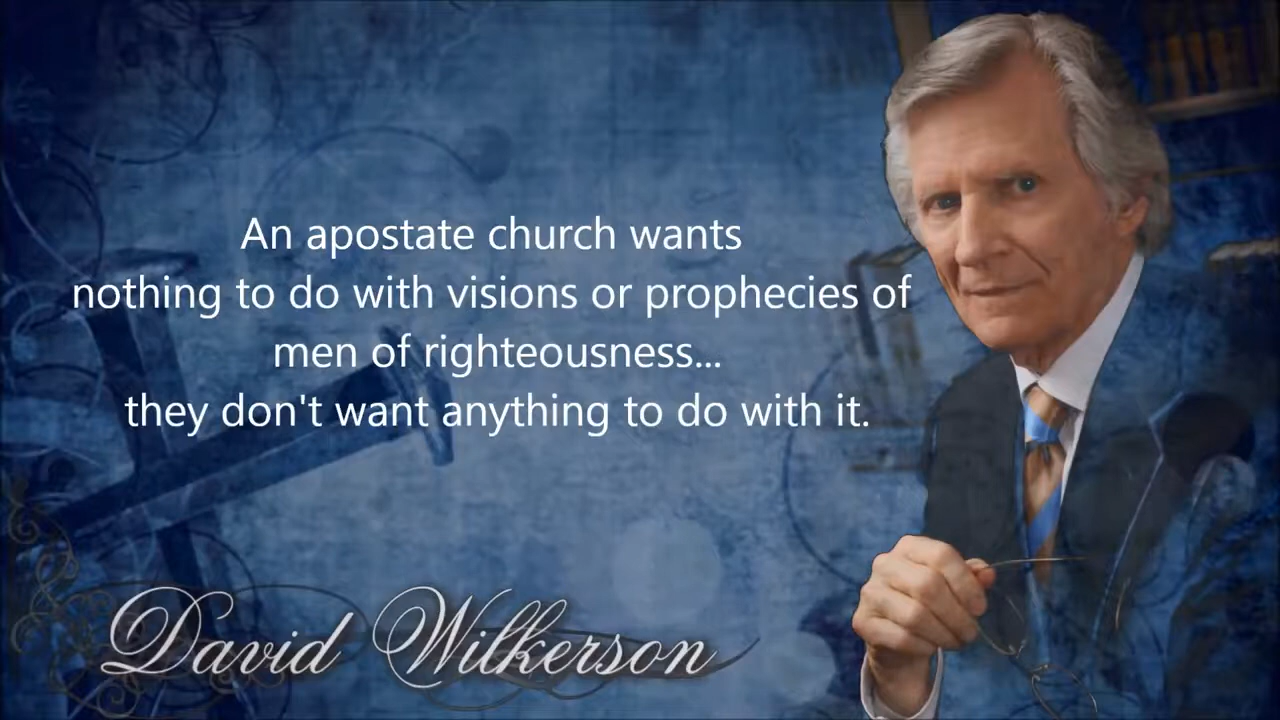 An apostate church wants
nothing to do with visions or prophecies of
men of righteousness...
they don't want anything to do with it.
David Wilkerson